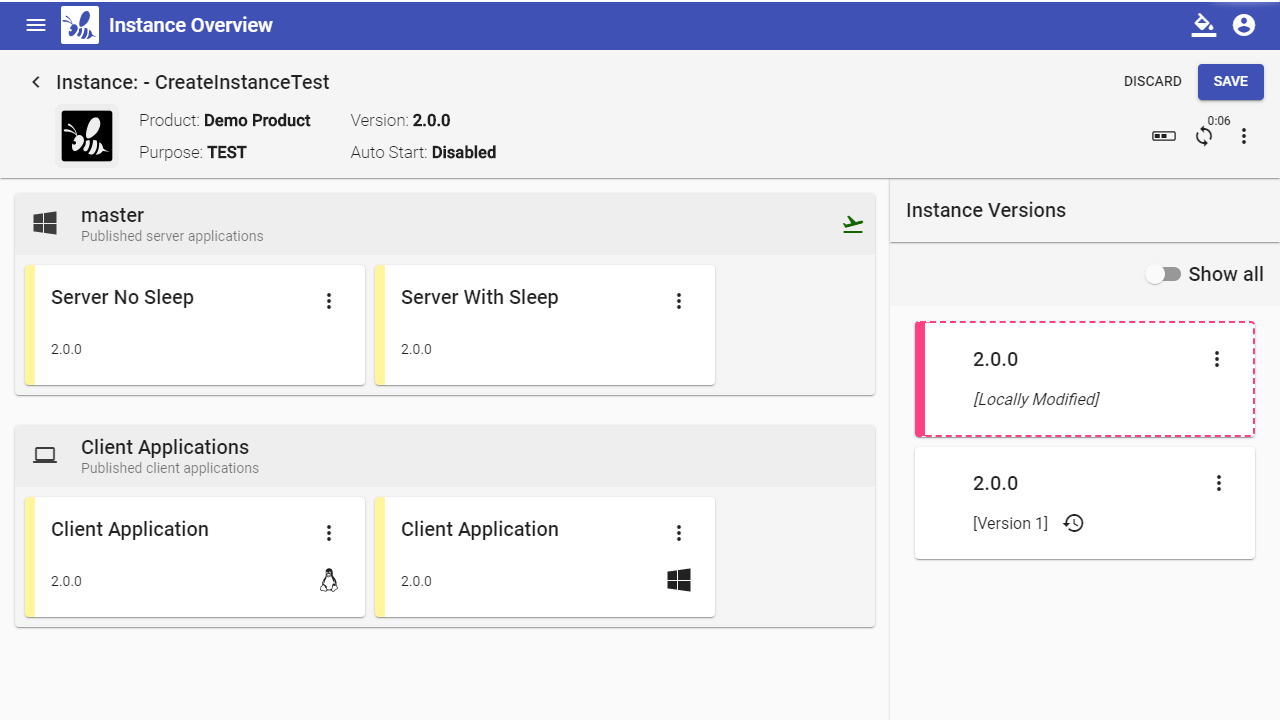 Instance Overview
Instance: - CreateInstanceTest
DISCARD
SAVE
Product: Demo Product
Version: 2.0.0
0:06
Purpose: TEST
Auto Start: Disabled
master
Published server applications
Server No Sleep
2.0.0
Server With Sleep
2.0.0
Client Applications
Published client applications
Client Application
2.0.0
Client Application
2.0.0
Instance Versions
Show all
2.0.0
[Locally Modified]
2.0.0
[Version 1]